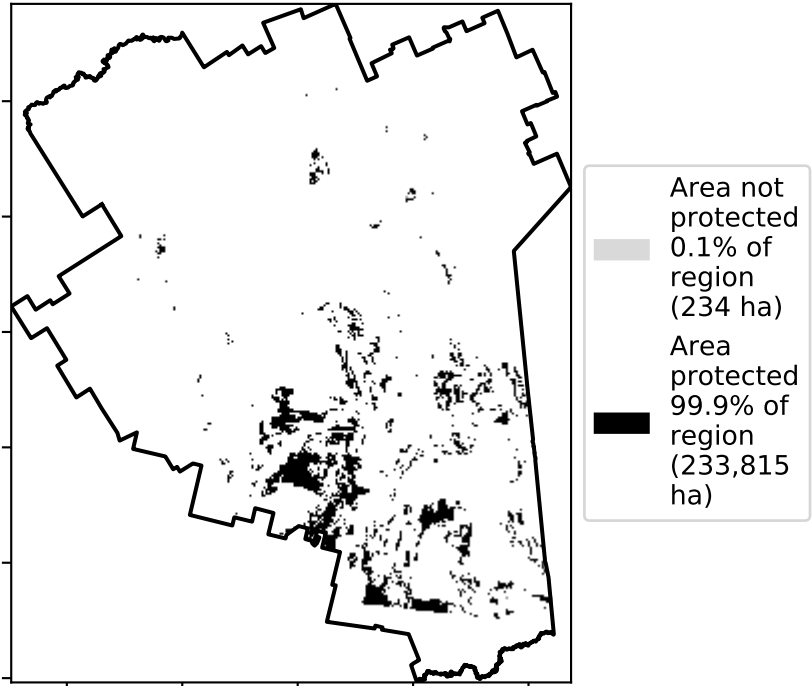 Area not
protected
0.1% of
region
(234 ha)
Area
protected
99.9% of
region
(233,815
ha)